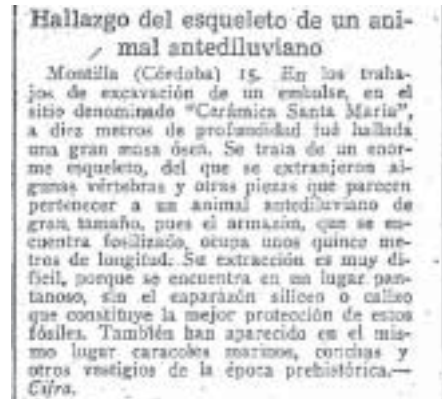 Hallazgo del esqueleto de un ani-
mal antediluviano
Montilla (Córdoba) 15. En los traba-
jos de excavación de un embalse, en el
sitio denominado "Cerámica Santa María",
a diez metros de profundidad fué hallada
una gran masa ósea. Se trata de un enor-
me esqueleto, del que se extranjeron al-
gunas vértebras y otras piezas que parecen
pertenecer a un animal antediluviano de
gran tamaño, pues el armazón, que se en-
cuentra fosilizado, ocupa unos quince me-
tros de longitud. Su extracción es muy di-
fícil, porque se encuentra en un lugar pan-
tanoso, sin el caparazón silíceo o calizo
que constituye la mejor protección de estos
fósiles. También han aparecido en el mis-
mo lugar caracoles marinos, conchas y
otros vestigios de la época prehistórica.—
Cifra.